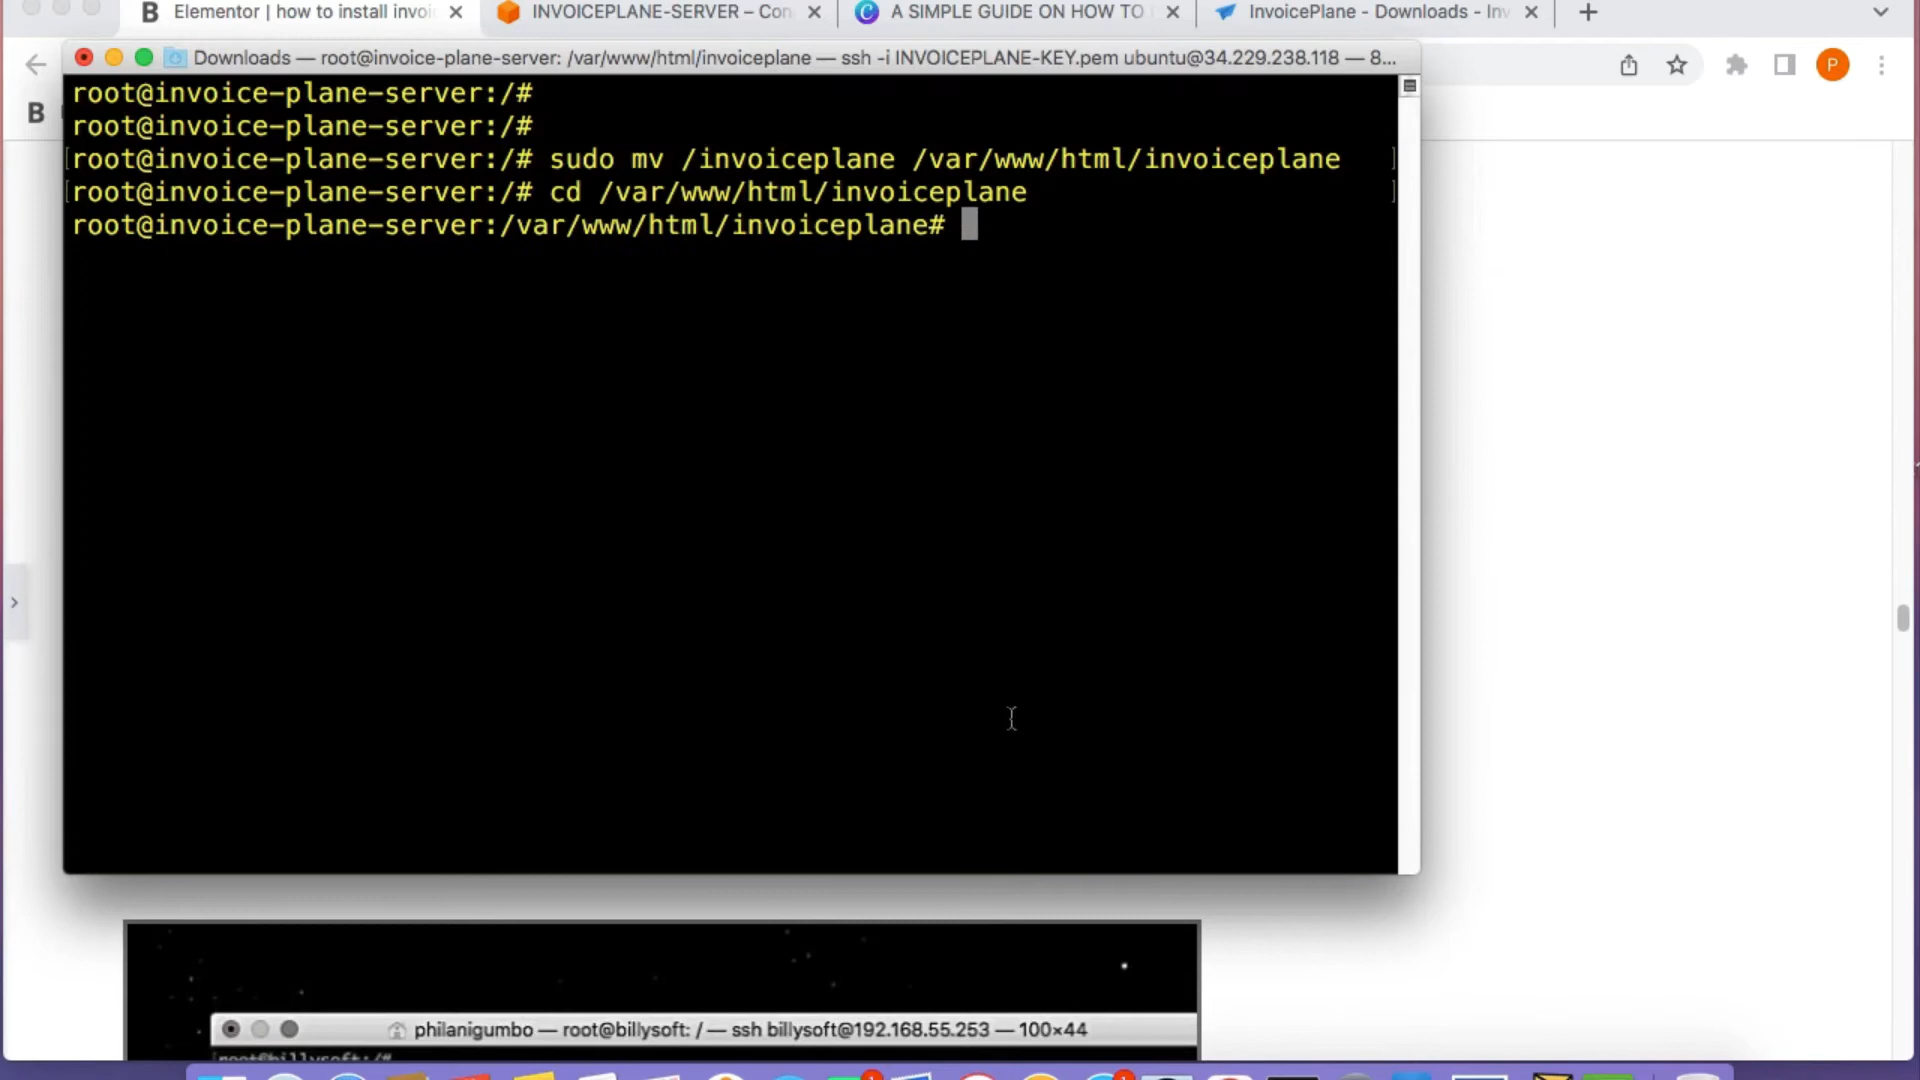 Elementor | how to install invoi
INVOICEPLANE-SERVER – Con
A SIMPLE GUIDE ON HOW TO
InvoicePlane - Downloads - Inv
Downloads — root@invoice-plane-server: /var/www/html/invoiceplane — ssh -i INVOICEPLANE-KEY.pem ubuntu@34.229.238.118 — 8...
P
B
root@invoice-plane-server:/#
root@invoice-plane-server:/#
[root@invoice-plane-server:/# sudo mv /invoiceplane /var/www/html/invoiceplane ]
[root@invoice-plane-server:/# cd /var/www/html/invoiceplane ]
root@invoice-plane-server:/var/www/html/invoiceplane#
philanigumbo — root@billysoft: / — ssh billysoft@192.168.55.253 — 100×44
[root@billysoft:/#